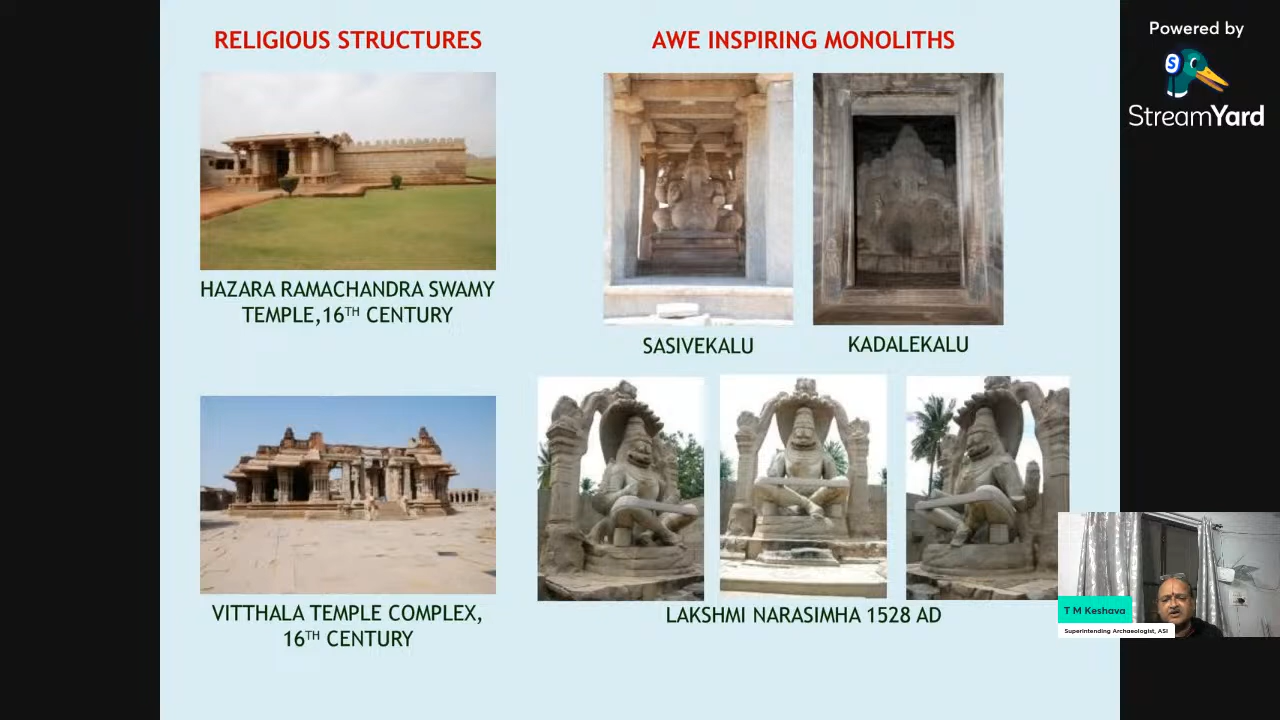 RELIGIOUS STRUCTURES
HAZARA RAMACHANDRA SWAMY
TEMPLE,16TH CENTURY
VITTHALA TEMPLE COMPLEX,
16TH CENTURY
AWE INSPIRING MONOLITHS
SASIVEKALU
KADALEKALU
LAKSHMI NARASIMHA 1528 AD
Powered by
S
StreamYard
T M Keshava
Superintending Archaeologist, ASI